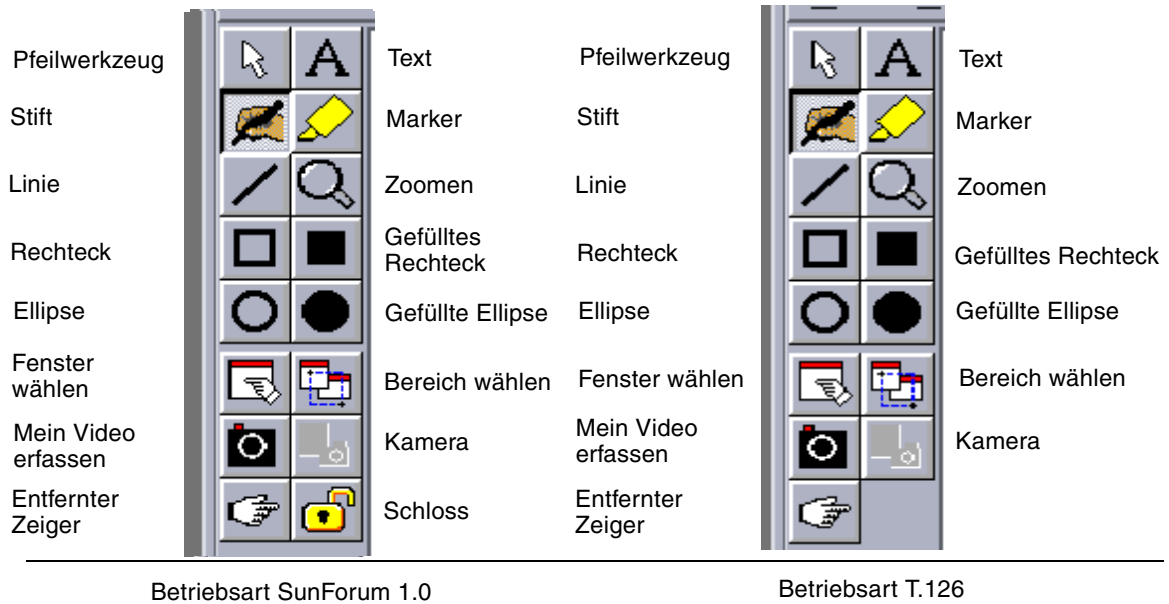 Pfeilwerkzeug
Text
Stift
Marker
Linie
Zoomen
Rechteck
Gefülltes
Rechteck
Ellipse
Gefüllte Ellipse
Fenster
wählen
Bereich wählen
Mein Video
erfassen
Kamera
Entfernter
Zeiger
Schloss
Betriebsart SunForum 1.0
Pfeilwerkzeug
Text
Stift
Marker
Linie
Zoomen
Rechteck
Gefülltes Rechteck
Ellipse
Gefüllte Ellipse
Fenster wählen
Bereich wählen
Mein Video
erfassen
Kamera
Entfernter
Zeiger
Betriebsart T.126